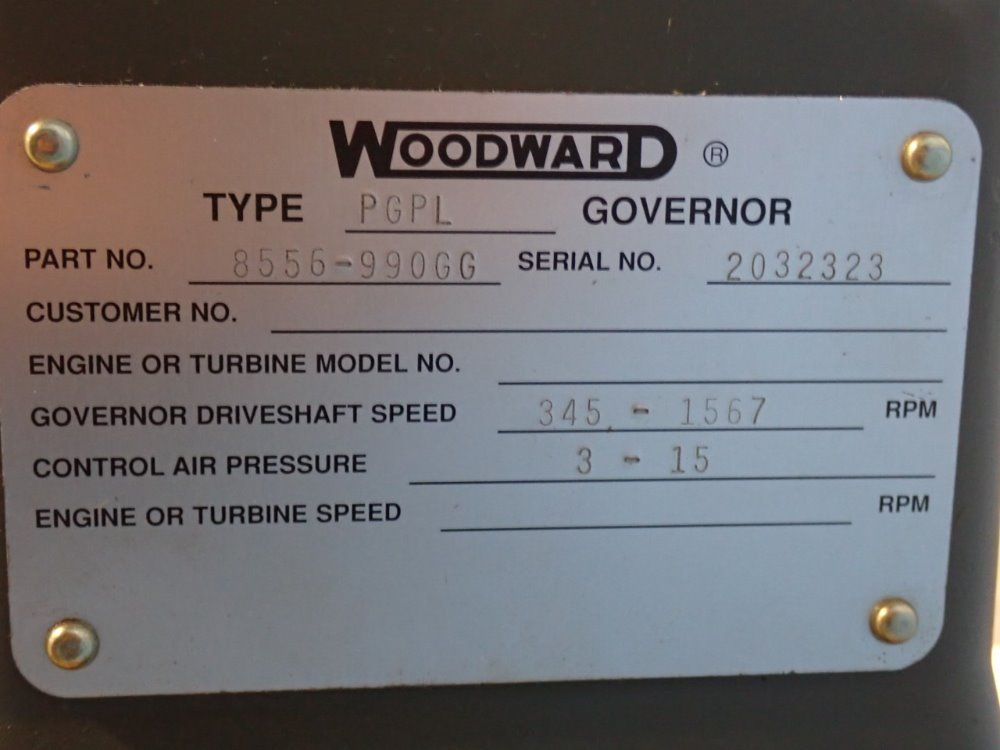 WOODWARD ®
TYPE PGPL GOVERNOR
PART NO. 8556-990GG SERIAL NO. 2032323
CUSTOMER NO.
ENGINE OR TURBINE MODEL NO.
GOVERNOR DRIVESHAFT SPEED 345 - 1567 RPM
CONTROL AIR PRESSURE 3 - 15
ENGINE OR TURBINE SPEED RPM